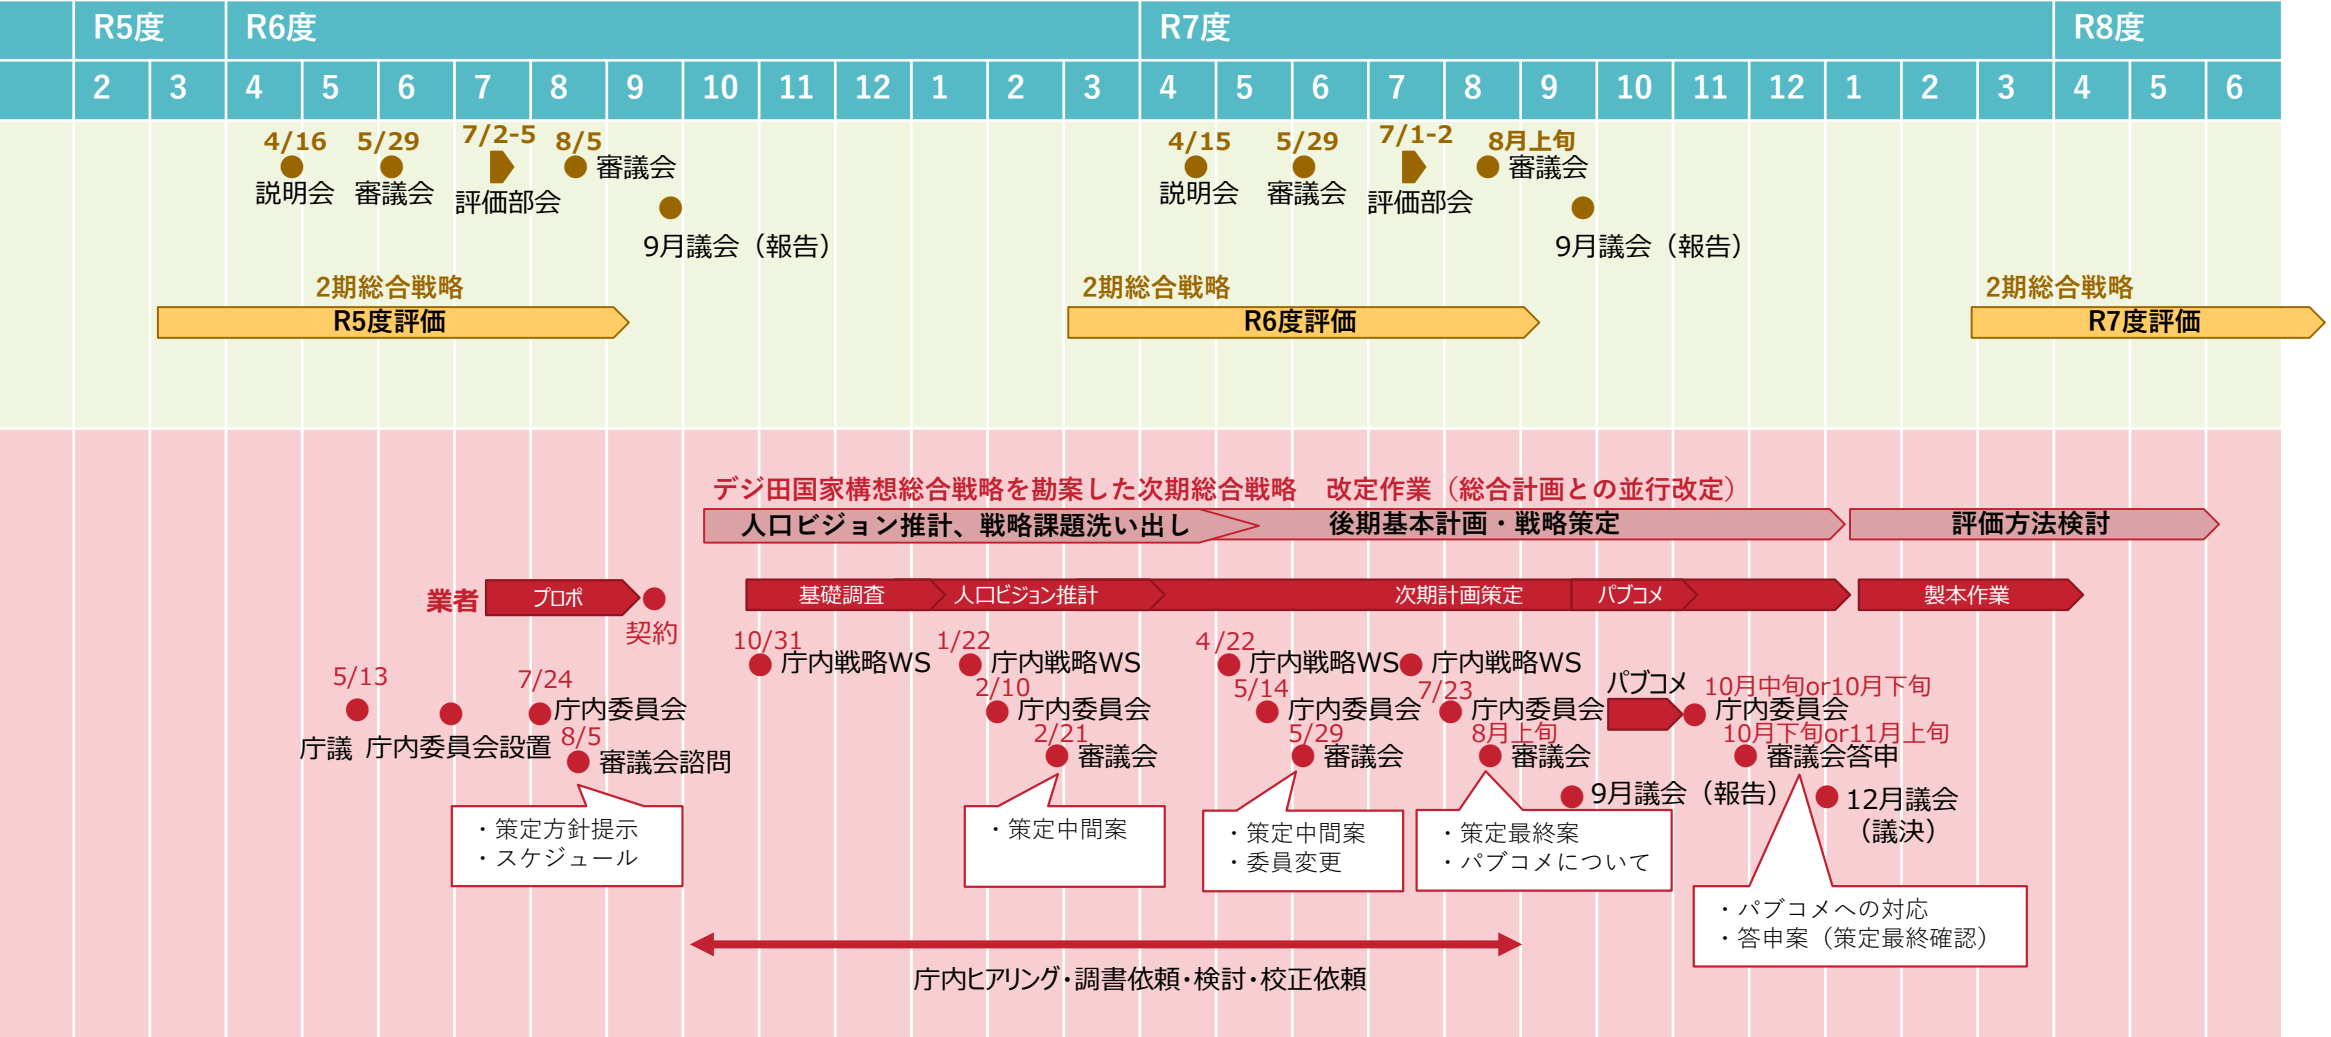 R5度 R6度 R7度 R8度
2 3 4 5 6 7 8 9 10 11 12 1 2 3 4 5 6 7 8 9 10 11 12 1 2 3 4 5 6
4/16 5/29 7/2-5 8/5 4/15 5/29 7/1-2 8月上旬
審議会 審議会
説明会 審議会 評価部会 説明会 審議会 評価部会
9月議会（報告） 9月議会（報告）
2期総合戦略 2期総合戦略 2期総合戦略
R5度評価 R6度評価 R7度評価
デジ田国家構想総合戦略を勘案した次期総合戦略　改定作業（総合計画との並行改定）
人口ビジョン推計、戦略課題洗い出し 後期基本計画・戦略策定 評価方法検討
業者 プロポ 基礎調査 人口ビジョン推計 次期計画策定 パブコメ 製本作業
契約
10/31 1/22 4/22
庁内戦略WS 庁内戦略WS 庁内戦略WS 庁内戦略WS
5/13 7/24 2/10 5/14 7/23 パブコメ 10月中旬or10月下旬
庁内委員会 庁内委員会 庁内委員会 庁内委員会 庁内委員会
8/5 2/21 5/29 8月上旬 10月下旬or11月上旬
庁議 庁内委員会設置 審議会諮問 審議会 審議会 審議会 審議会答申
9月議会（報告） 12月議会
（議決）
・策定方針提示
・スケジュール
・策定中間案
・策定中間案
・委員変更
・策定最終案
・パブコメについて
・パブコメへの対応
・答申案（策定最終確認）
庁内ヒアリング・調書依頼・検討・校正依頼